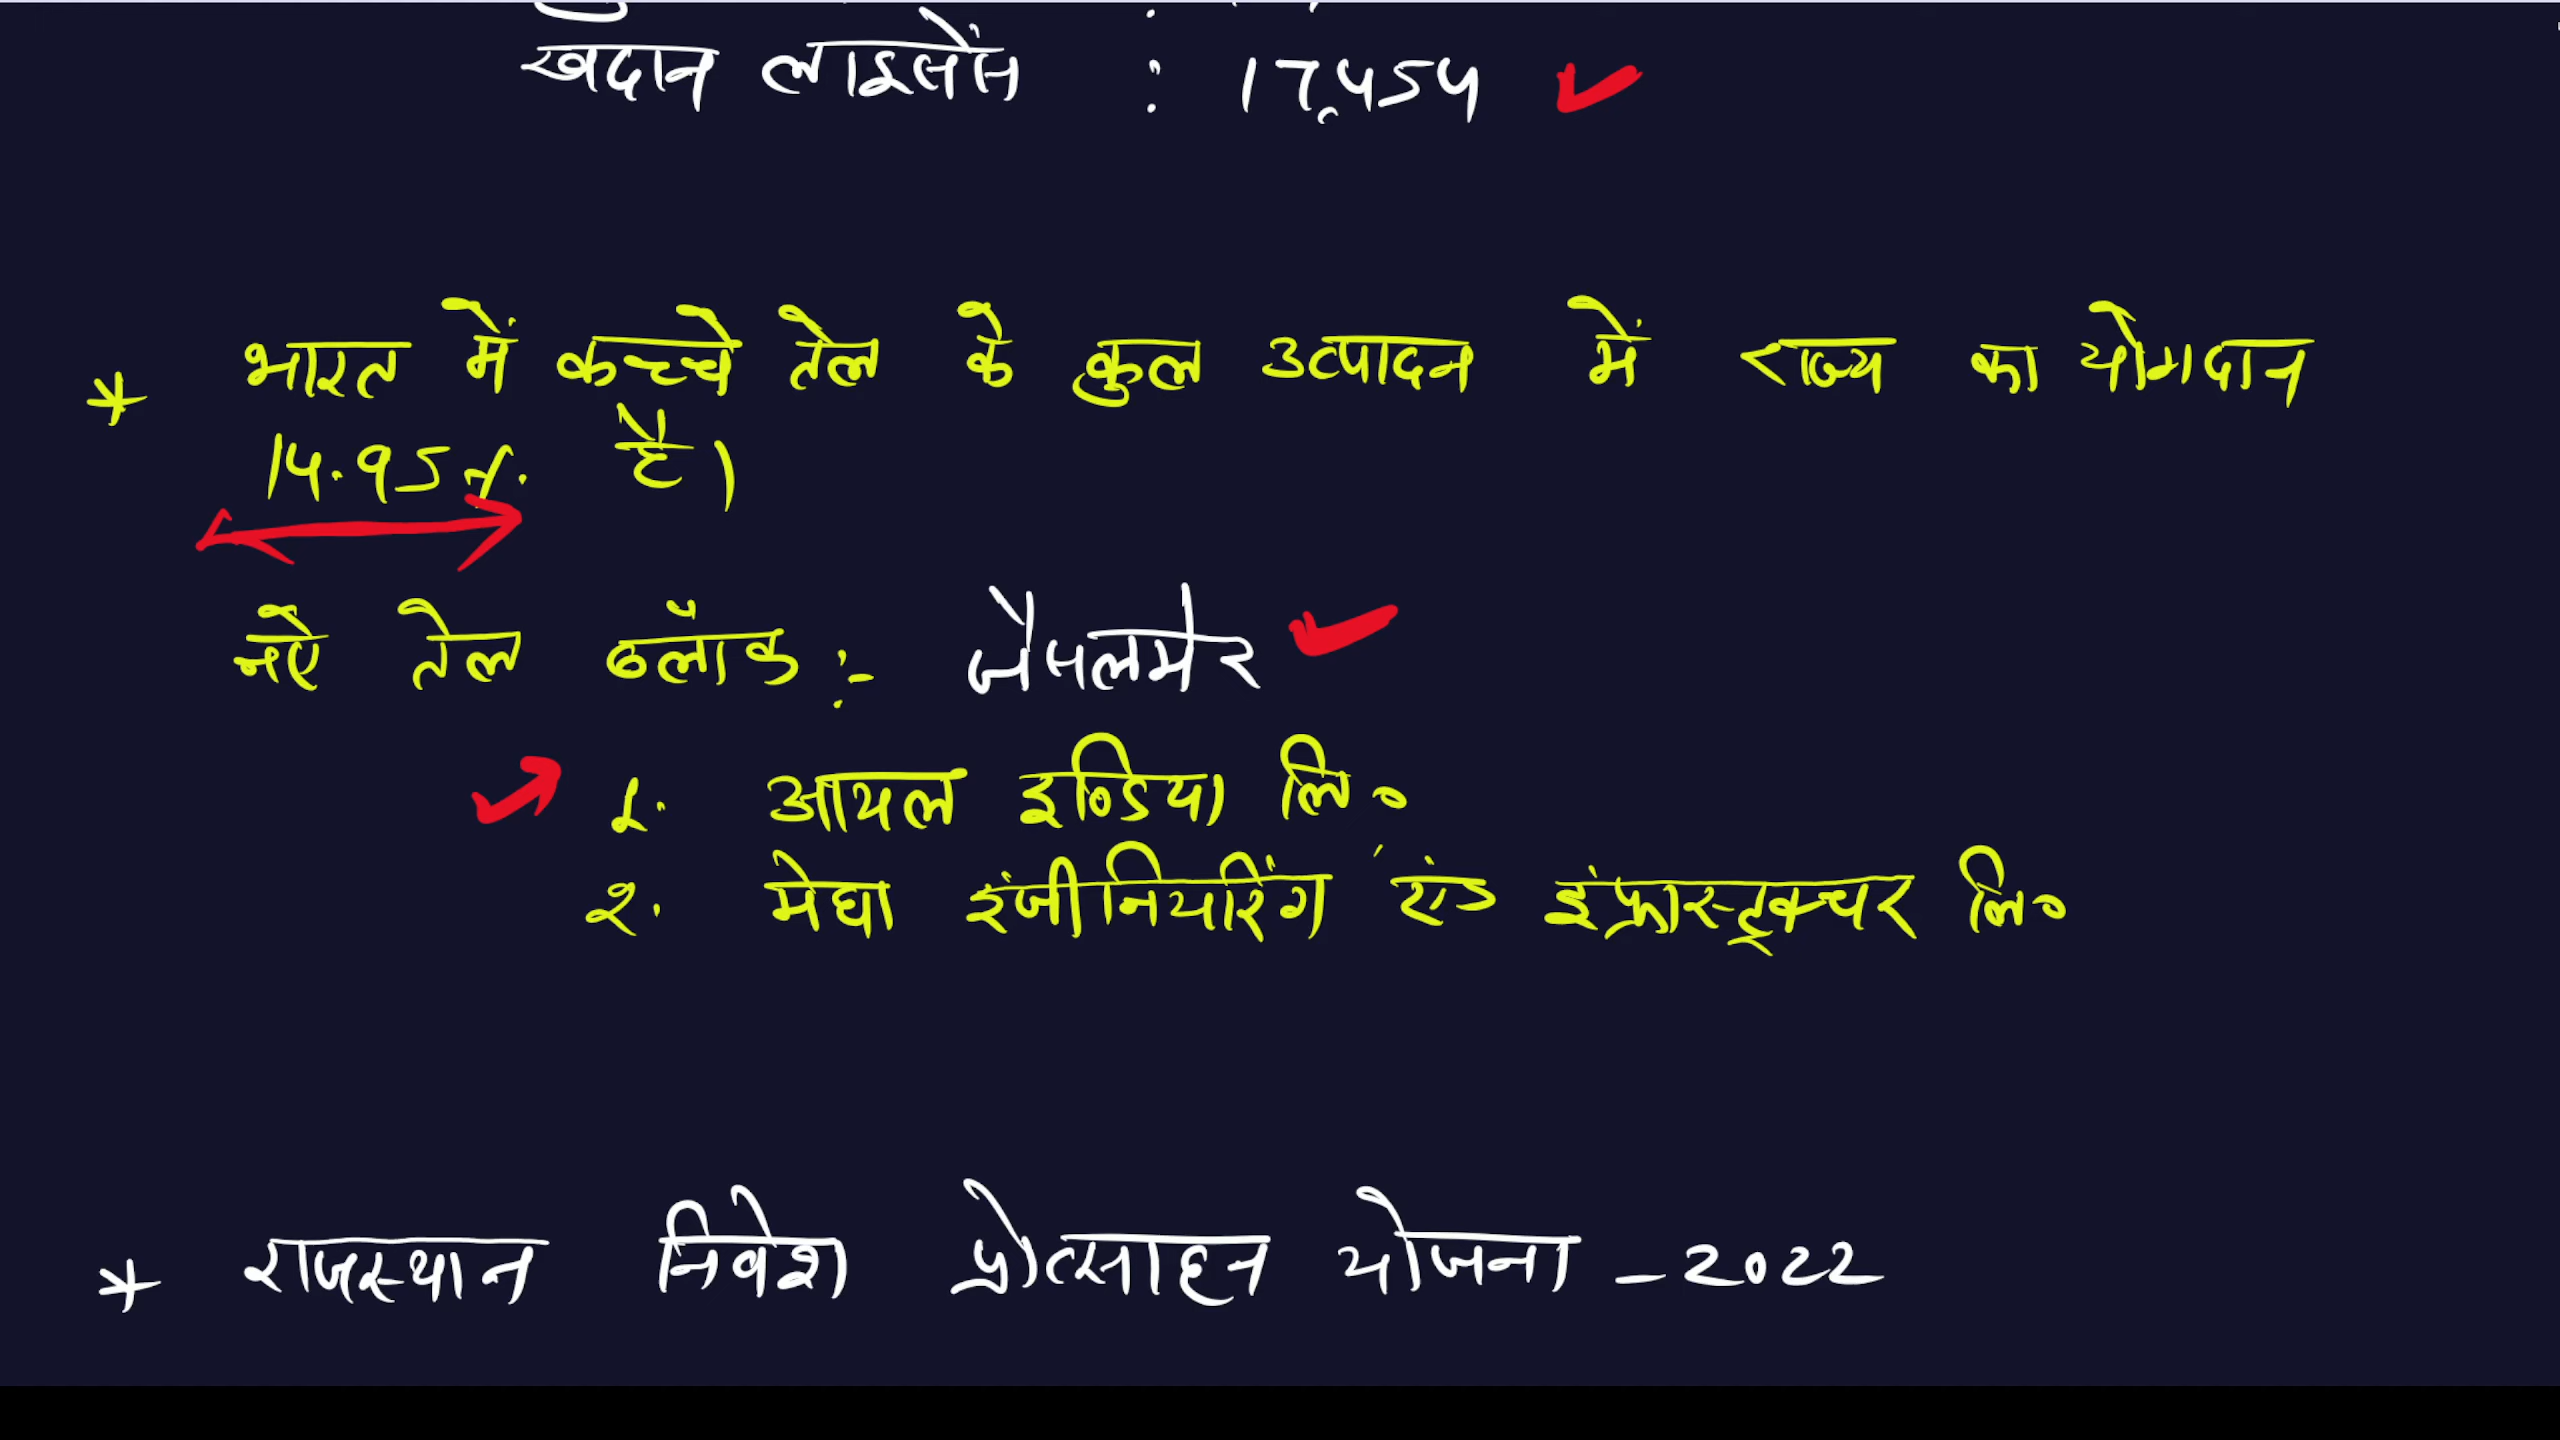 खदान लाइसेंस : 17,454
* भारत में कच्चे तेल के कुल उत्पादन में राज्य का योगदान
14.95%. है।
नऐ तेल ब्लॉक :- जैसलमेर
1. आयल इण्डिया लि०
2. मेघा इंजीनियरिंग एंड इंफ्रास्ट्रक्चर लि०
* राजस्थान निवेश प्रोत्साहन योजना - 2022